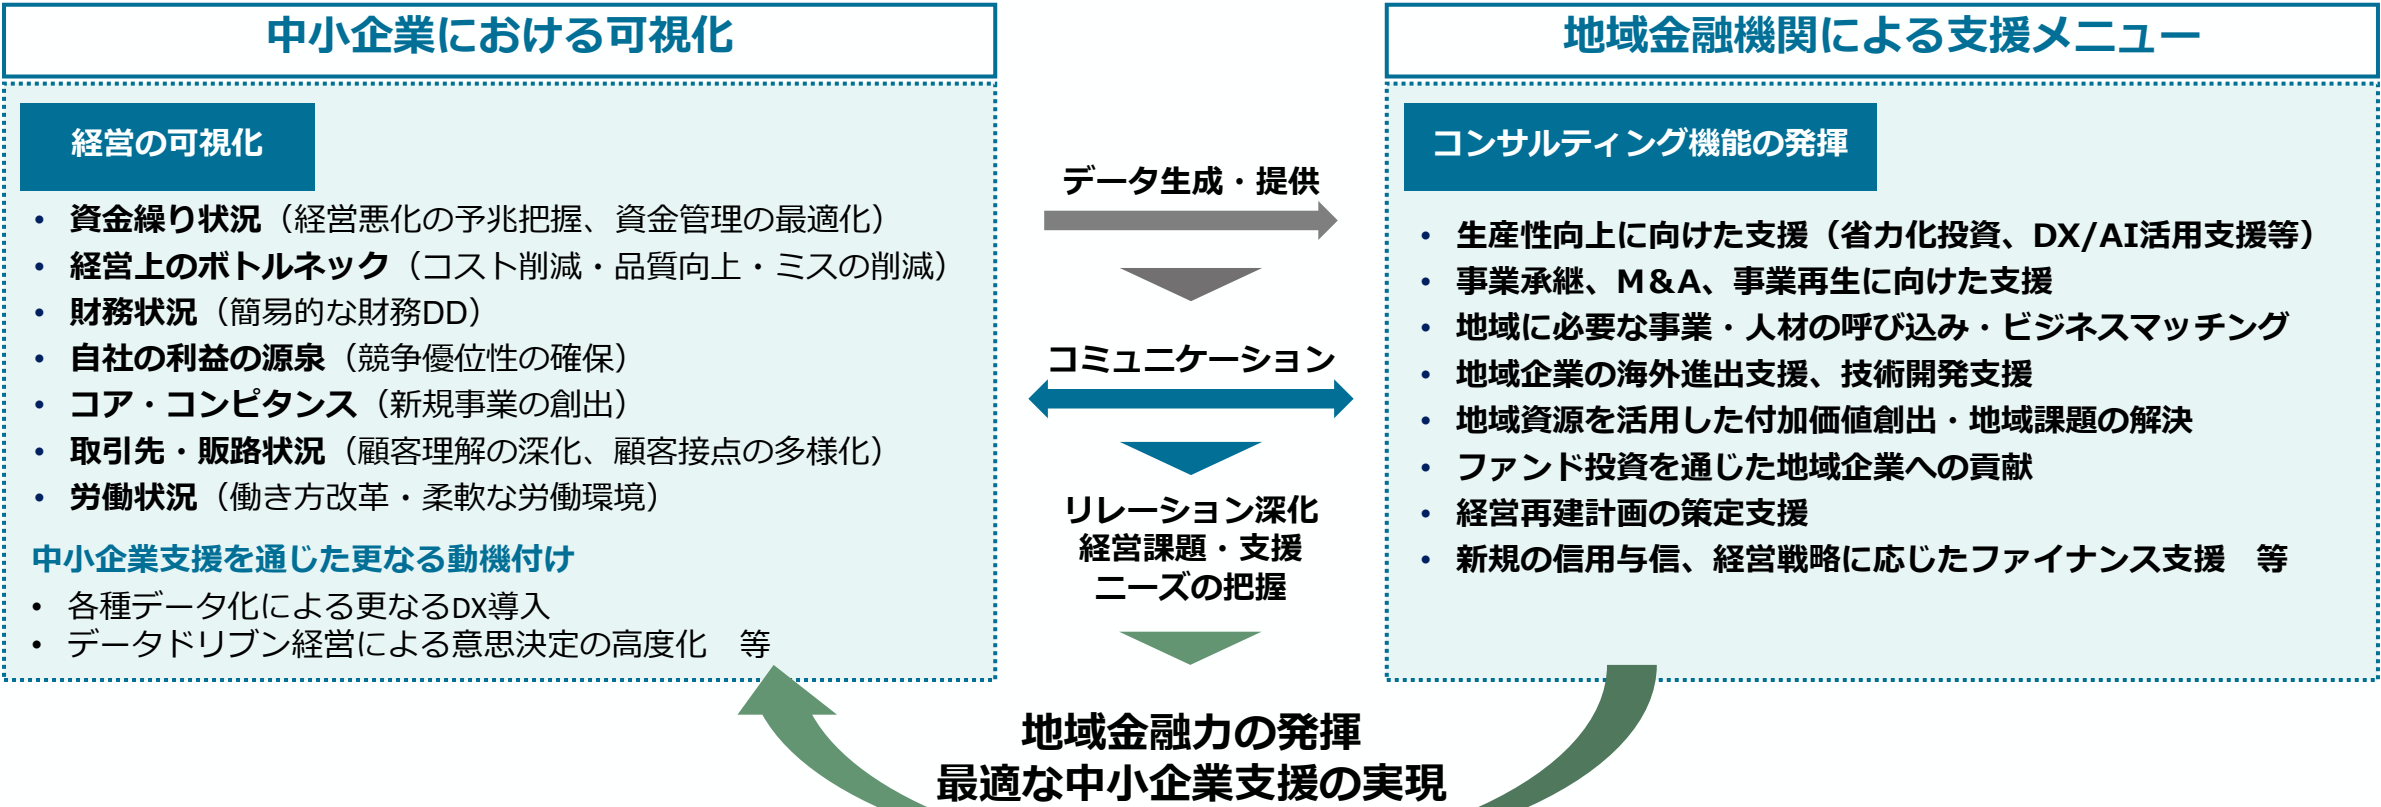 中小企業における可視化
経営の可視化
• 資金繰り状況（経営悪化の予兆把握、資金管理の最適化）
• 経営上のボトルネック（コスト削減・品質向上・ミスの削減）
• 財務状況（簡易的な財務DD）
• 自社の利益の源泉（競争優位性の確保）
• コア・コンピタンス（新規事業の創出）
• 取引先・販路状況（顧客理解の深化、顧客接点の多様化）
• 労働状況（働き方改革・柔軟な労働環境）
中小企業支援を通じた更なる動機付け
• 各種データ化による更なるDX導入
• データドリブン経営による意思決定の高度化　等
データ生成・提供
コミュニケーション
リレーション深化
経営課題・支援
ニーズの把握
地域金融機関による支援メニュー
コンサルティング機能の発揮
• 生産性向上に向けた支援（省力化投資、DX/AI活用支援等）
• 事業承継、M＆A、事業再生に向けた支援
• 地域に必要な事業・人材の呼び込み・ビジネスマッチング
• 地域企業の海外進出支援、技術開発支援
• 地域資源を活用した付加価値創出・地域課題の解決
• ファンド投資を通じた地域企業への貢献
• 経営再建計画の策定支援
• 新規の信用与信、経営戦略に応じたファイナンス支援　等
地域金融力の発揮
最適な中小企業支援の実現